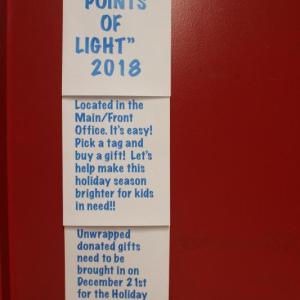 POINTS
OF
LIGHT”
2018
Located in the
Main/Front
Office. It's easy!
Pick a tag and
buy a gift! Let's
help make this
holiday season
brighter for kids
in need!!
Unwrapped
donated gifts
need to be
brought in on
December 21st
for the Holiday